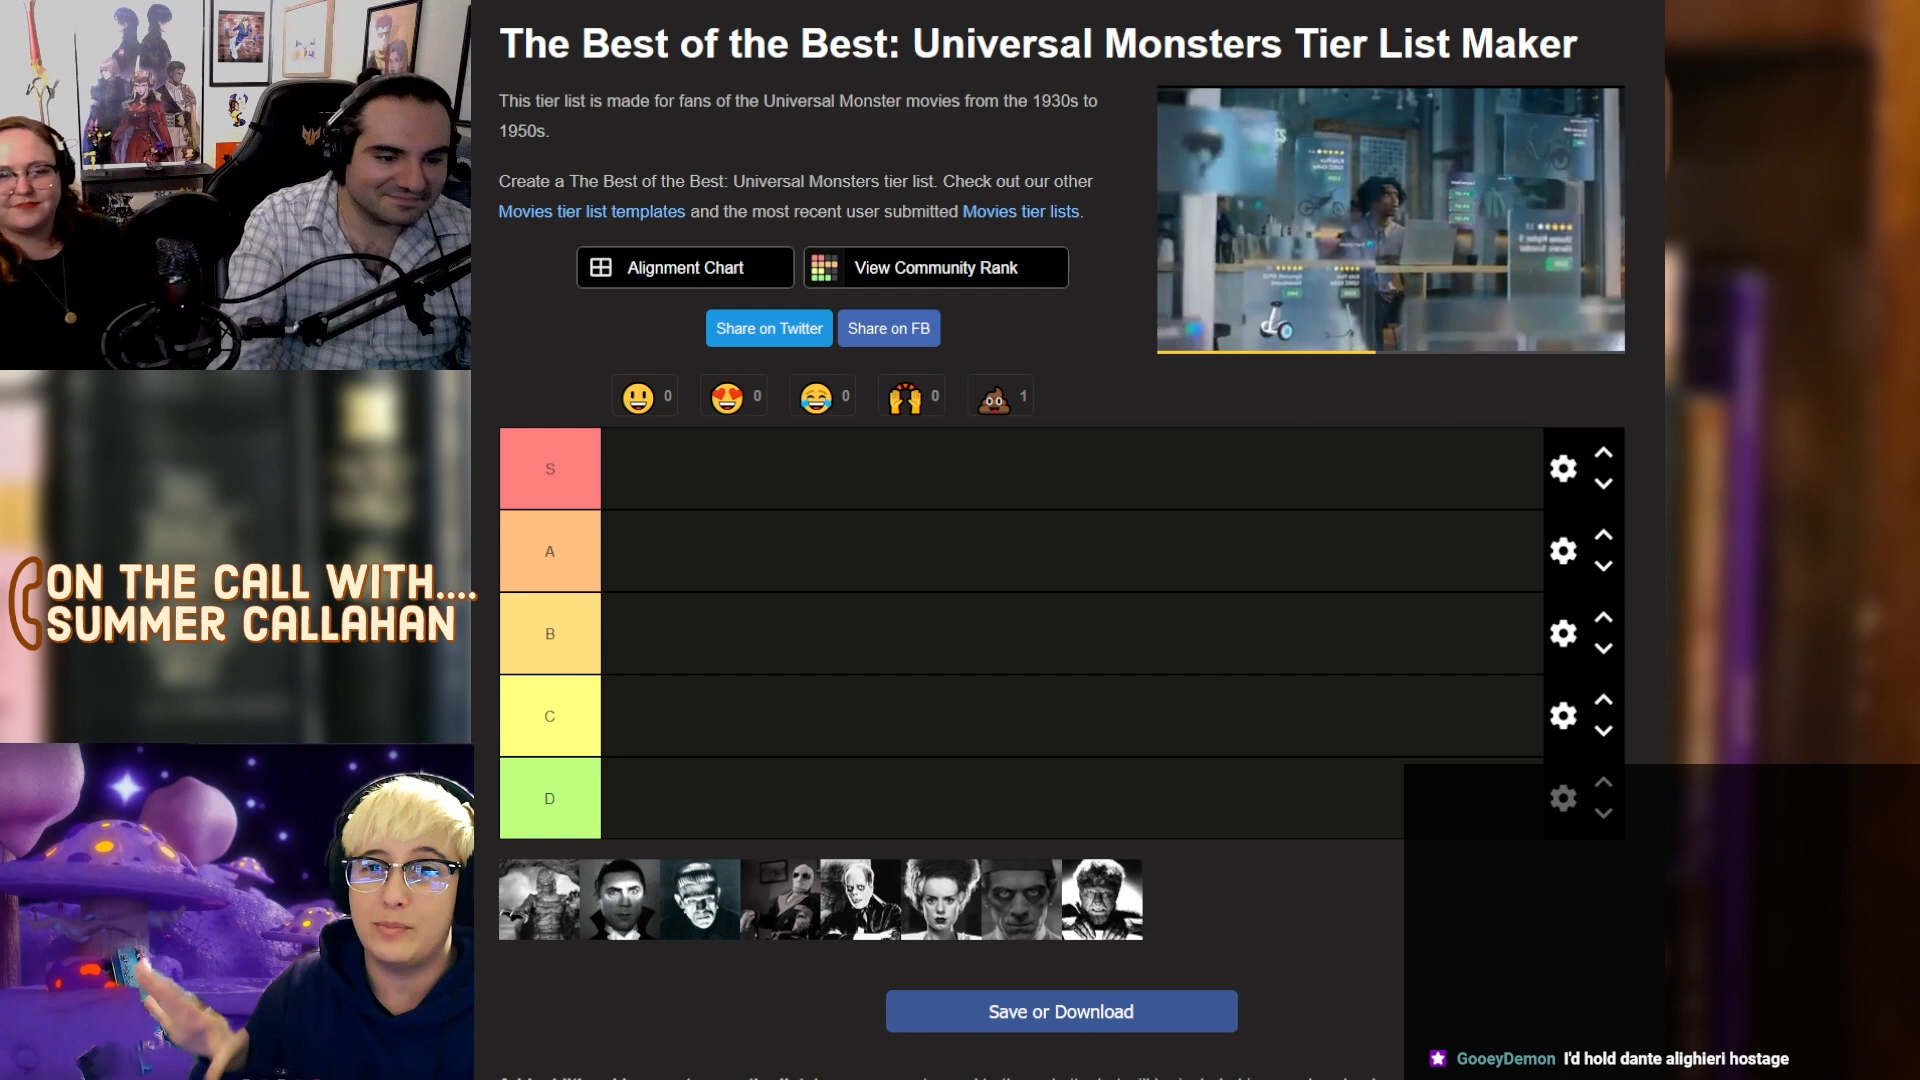 The Best of the Best: Universal Monsters Tier List Maker
This tier list is made for fans of the Universal Monster movies from the 1930s to
1950s.
Create a The Best of the Best: Universal Monsters tier list. Check out our other
Movies tier list templates and the most recent user submitted Movies tier lists.
Alignment Chart
View Community Rank
Share on Twitter
Share on FB
0
0
0
0
1
S
A
B
C
D
ON THE CALL WITH....
SUMMER CALLAHAN
Save or Download
GooeyDemon I'd hold dante alighieri hostage